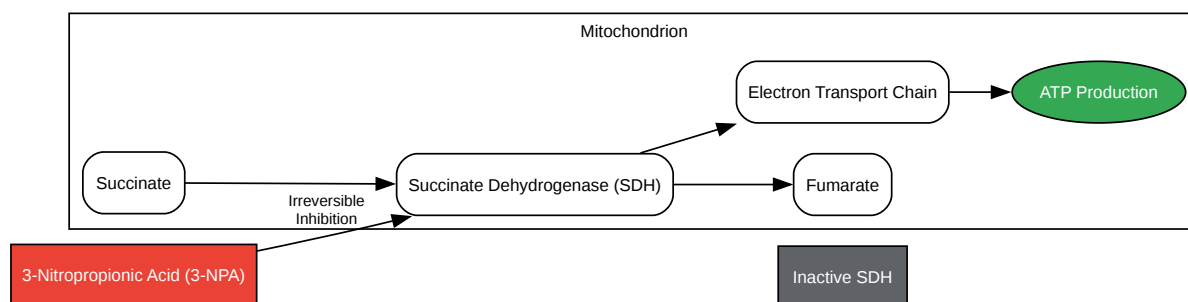 Mitochondrion
Electron Transport Chain
ATP Production
Succinate
Succinate Dehydrogenase (SDH)
Fumarate
Irreversible
Inhibition
3-Nitropropionic Acid (3-NPA)
Inactive SDH